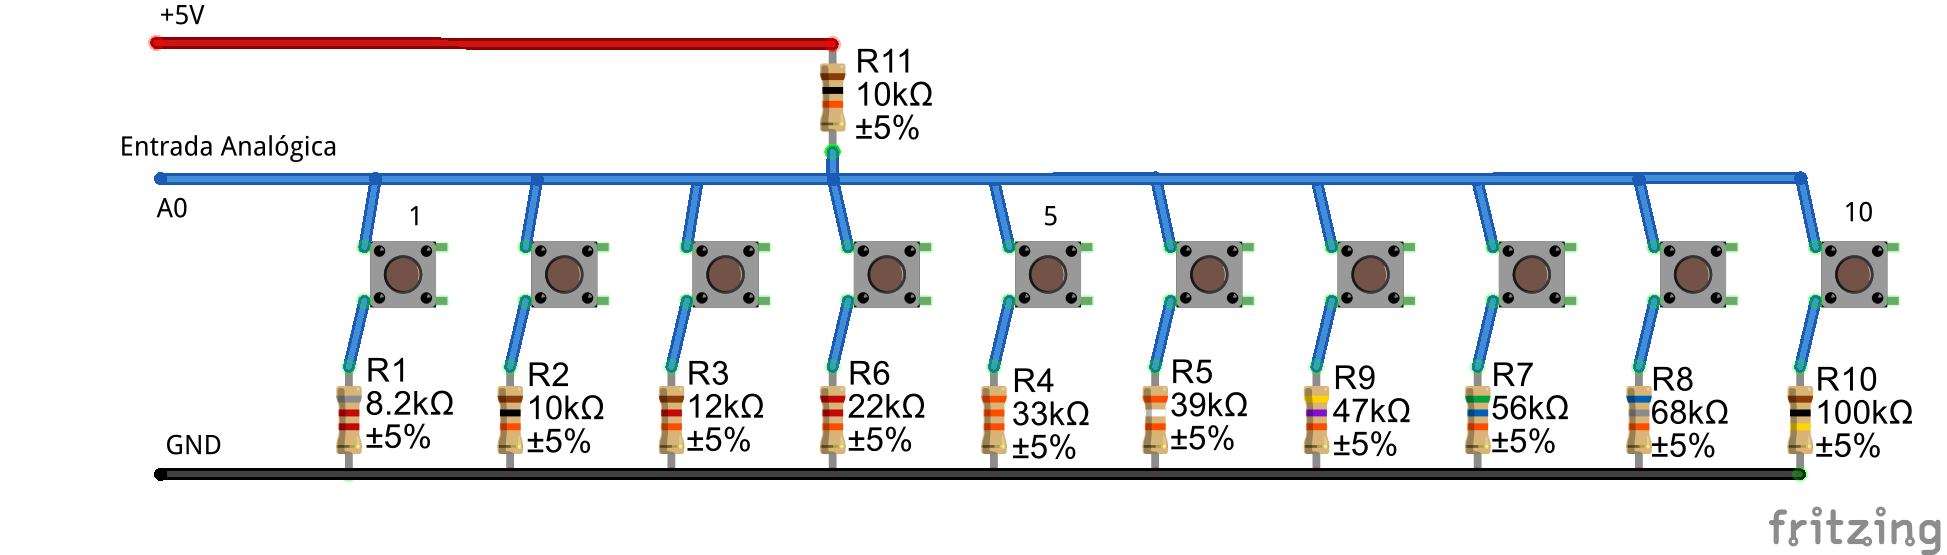 +5V
R11
10kΩ
±5%
Entrada Analógica
A0
1
5
10
R1
8.2kΩ
±5%
R2
10kΩ
±5%
R3
12kΩ
±5%
R6
22kΩ
±5%
R4
33kΩ
±5%
R5
39kΩ
±5%
R9
47kΩ
±5%
R7
56kΩ
±5%
R8
68kΩ
±5%
R10
100kΩ
±5%
GND
fritzing